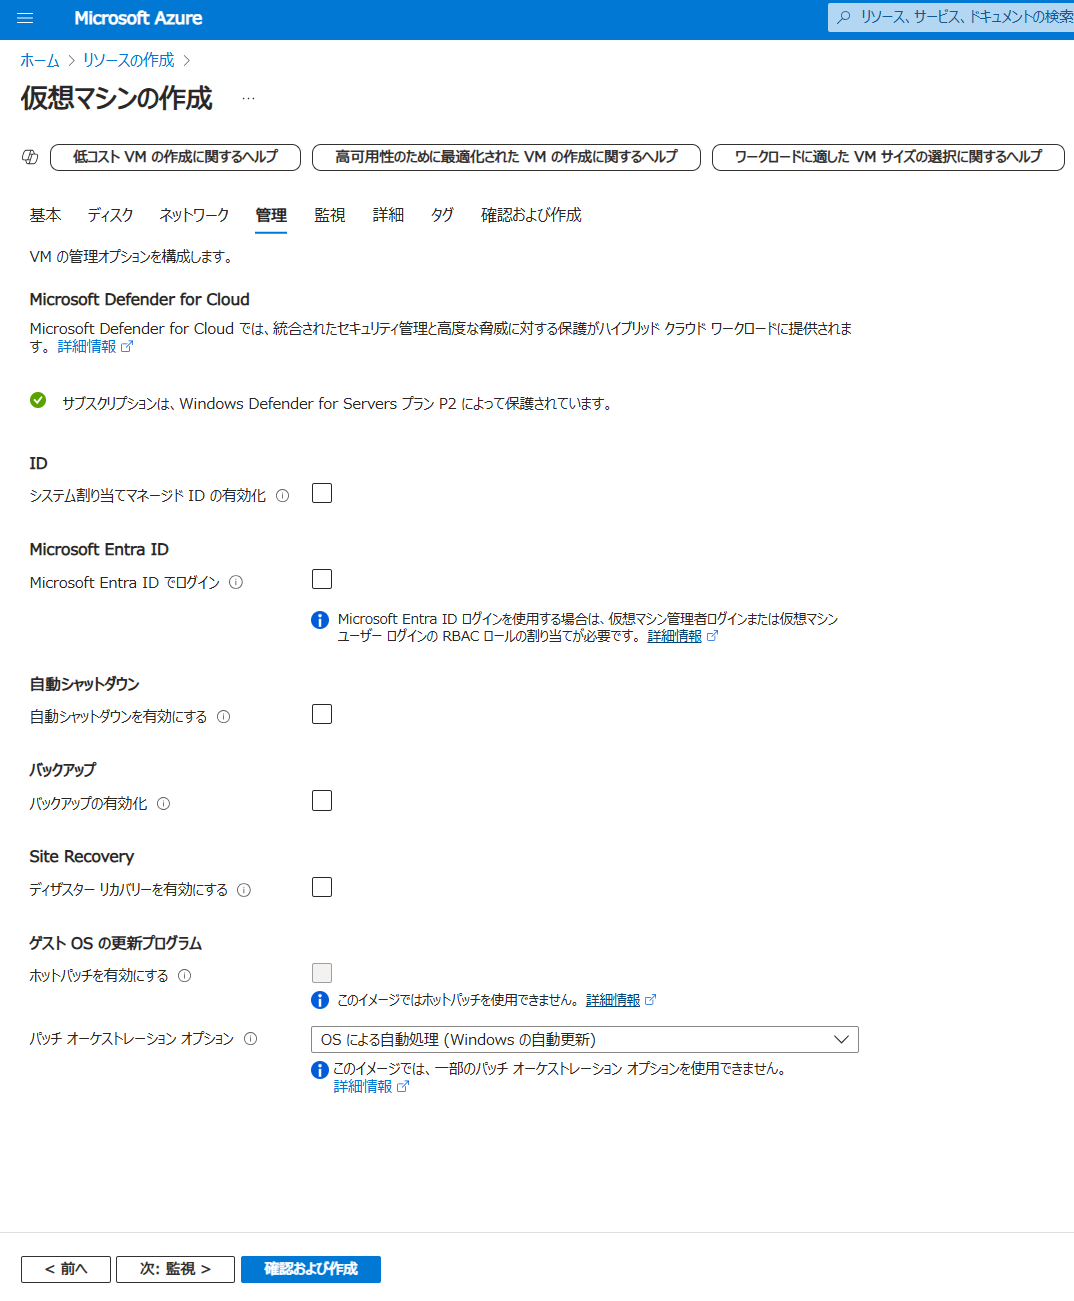 Microsoft Azure
リソース、サービス、ドキュメントの検索
ホーム > リソースの作成 >
仮想マシンの作成 …
低コスト VM の作成に関するヘルプ
高可用性のために最適化された VM の作成に関するヘルプ
ワークロードに適した VM サイズの選択に関するヘルプ
基本 ディスク ネットワーク 管理 監視 詳細 タグ 確認および作成
VM の管理オプションを構成します。
Microsoft Defender for Cloud
Microsoft Defender for Cloud では、統合されたセキュリティ管理と高度な脅威に対する保護がハイブリッド クラウド ワークロードに提供されま
す。 詳細情報
サブスクリプションは、Windows Defender for Servers プラン P2 によって保護されています。
ID
システム割り当てマネージド ID の有効化
Microsoft Entra ID
Microsoft Entra ID でログイン
Microsoft Entra ID ログインを使用する場合は、仮想マシン管理者ログインまたは仮想マシン
ユーザー ログインの RBAC ロールの割り当てが必要です。 詳細情報
自動シャットダウン
自動シャットダウンを有効にする
バックアップ
バックアップの有効化
Site Recovery
ディザスター リカバリーを有効にする
ゲスト OS の更新プログラム
ホットパッチを有効にする
このイメージではホットパッチを使用できません。 詳細情報
パッチ オーケストレーション オプション
OS による自動処理 (Windows の自動更新)
このイメージでは、一部のパッチ オーケストレーション オプションを使用できません。
詳細情報
< 前へ
次: 監視 >
確認および作成